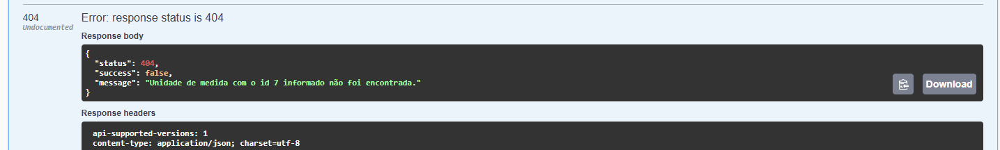 404
Undocumented
Error: response status is 404
Response body
{
"status": 404,
"success": false,
"message": "Unidade de medida com o id 7 informado não foi encontrada."
}
Download
Response headers
api-supported-versions: 1
content-type: application/json; charset=utf-8